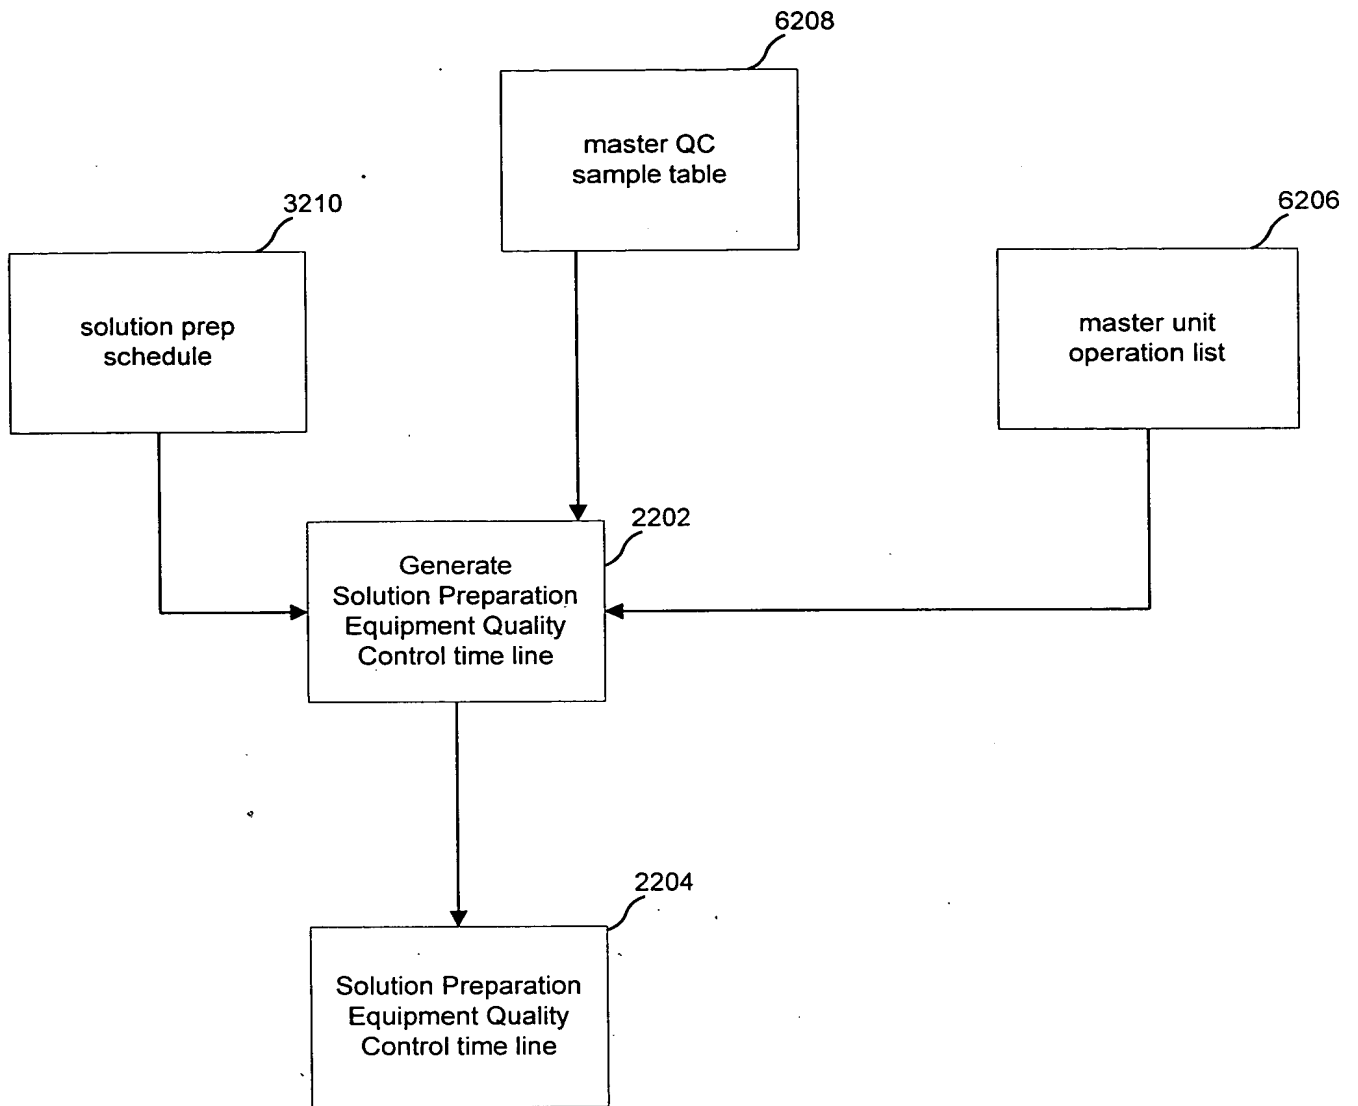 6208
master QC
sample table
3210
solution prep
schedule
6206
master unit
operation list
2202
Generate
Solution Preparation
Equipment Quality
Control time line
2204
Solution Preparation
Equipment Quality
Control time line